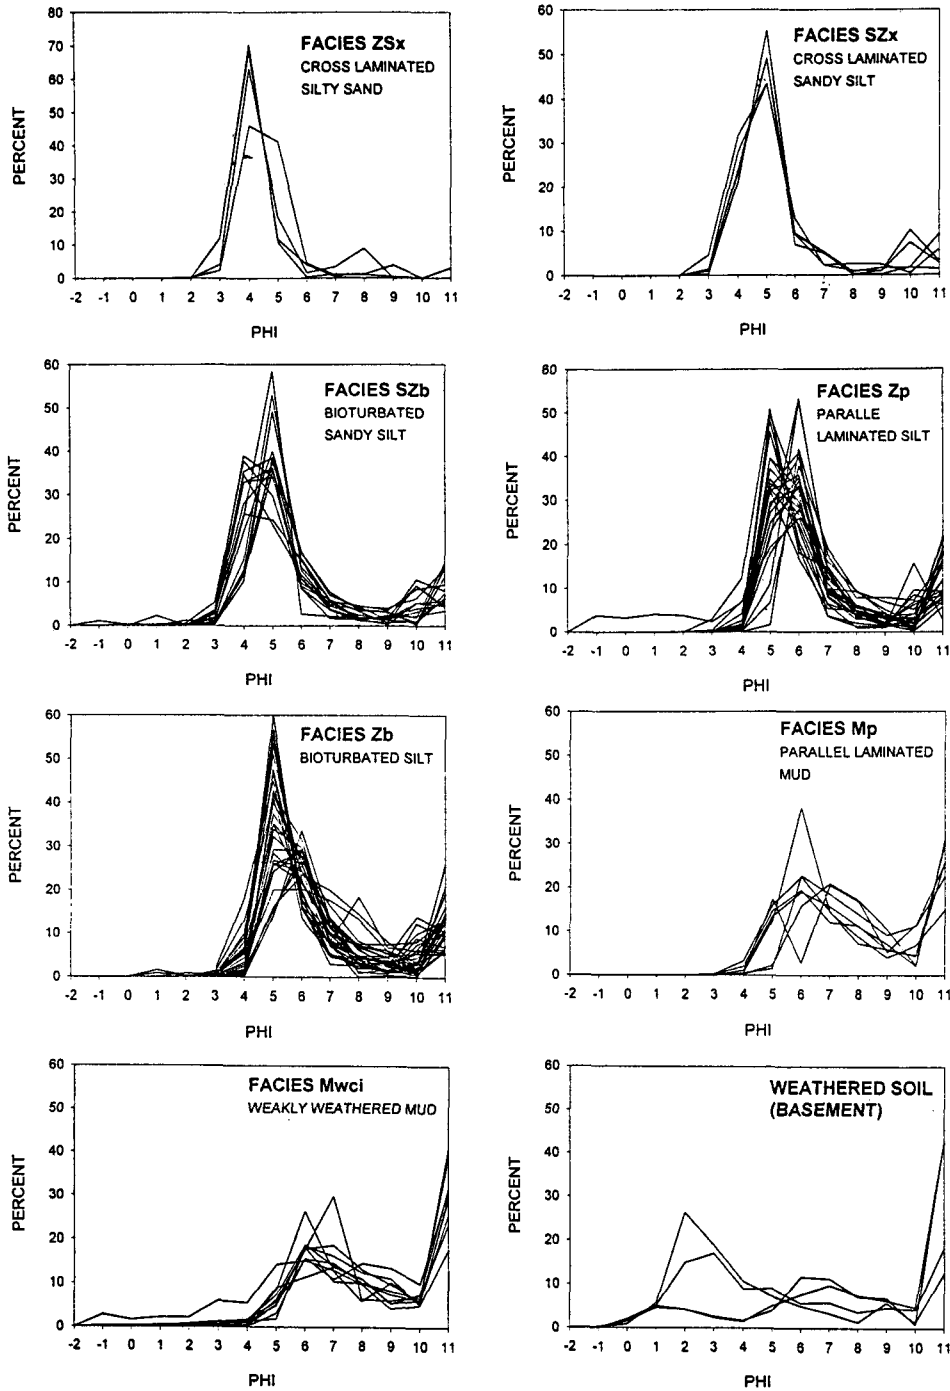 FACIES ZSx
CROSS LAMINATED
SILTY SAND
PERCENT
80
70
60
50
40
30
20
10
0
-2 -1 0 1 2 3 4 5 6 7 8 9 10 11
PHI
FACIES SZx
CROSS LAMINATED
SANDY SILT
PERCENT
60
50
40
30
20
10
0
-2 -1 0 1 2 3 4 5 6 7 8 9 10 11
PHI
FACIES SZb
BIOTURBATED
SANDY SILT
PERCENT
60
50
40
30
20
10
0
-2 -1 0 1 2 3 4 5 6 7 8 9 10 11
PHI
FACIES Zp
PARALLE
LAMINATED SILT
PERCENT
60
50
40
30
20
10
0
-2 -1 0 1 2 3 4 5 6 7 8 9 10 11
PHI
FACIES Zb
BIOTURBATED SILT
PERCENT
60
50
40
30
20
10
0
-2 -1 0 1 2 3 4 5 6 7 8 9 10 11
PHI
FACIES Mp
PARALLEL LAMINATED
MUD
PERCENT
60
50
40
30
20
10
0
-2 -1 0 1 2 3 4 5 6 7 8 9 10 11
PHI
FACIES Mwci
WEAKLY WEATHERED MUD
PERCENT
60
50
40
30
20
10
0
-2 -1 0 1 2 3 4 5 6 7 8 9 10 11
PHI
WEATHERED SOIL
(BASEMENT)
PERCENT
60
50
40
30
20
10
0
-2 -1 0 1 2 3 4 5 6 7 8 9 10 11
PHI